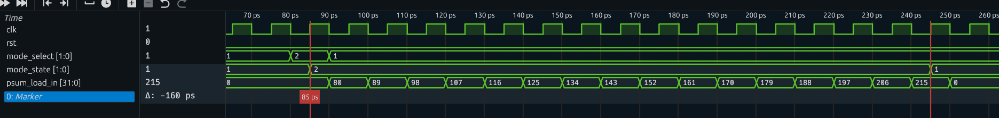 Time 70 ps 80 ps 90 ps 100 ps 110 ps 120 ps 130 ps 140 ps 150 ps 160 ps 170 ps 180 ps 190 ps 200 ps 210 ps 220 ps 230 ps 240 ps 250 ps 260 ps
clk 1
rst 0
mode_select [1:0] 1 1 2 1
mode_state [1:0] 1 1 2 1
psum_load_in [31:0] 215 0 80 89 98 107 116 125 134 143 152 161 170 179 188 197 206 215 0
0: Marker Δ: -160 ps 85 ps